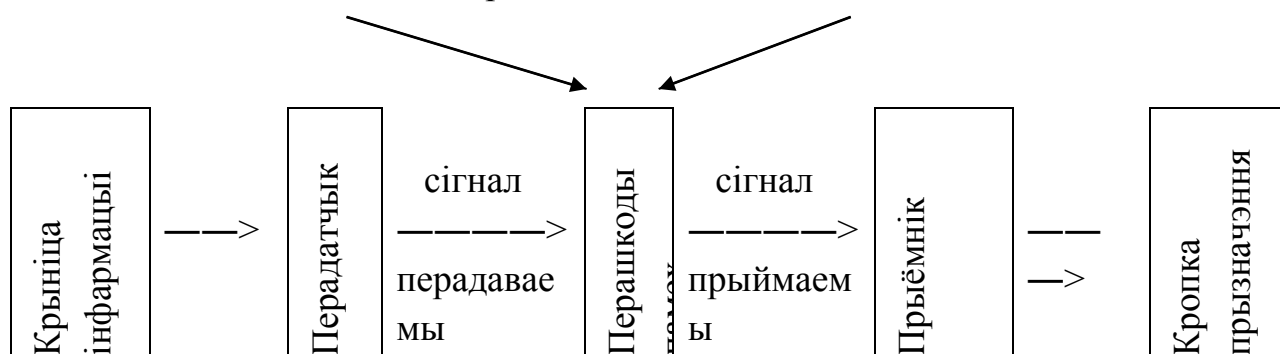 Крыніца
інфармацыі
——>
Перадатчык
сігнал
————>
перадавае
мы
Перашкоды
сігнал
————>
прыймаем
ы
Прыёмнік
——
—>
Кропка
прызначэння